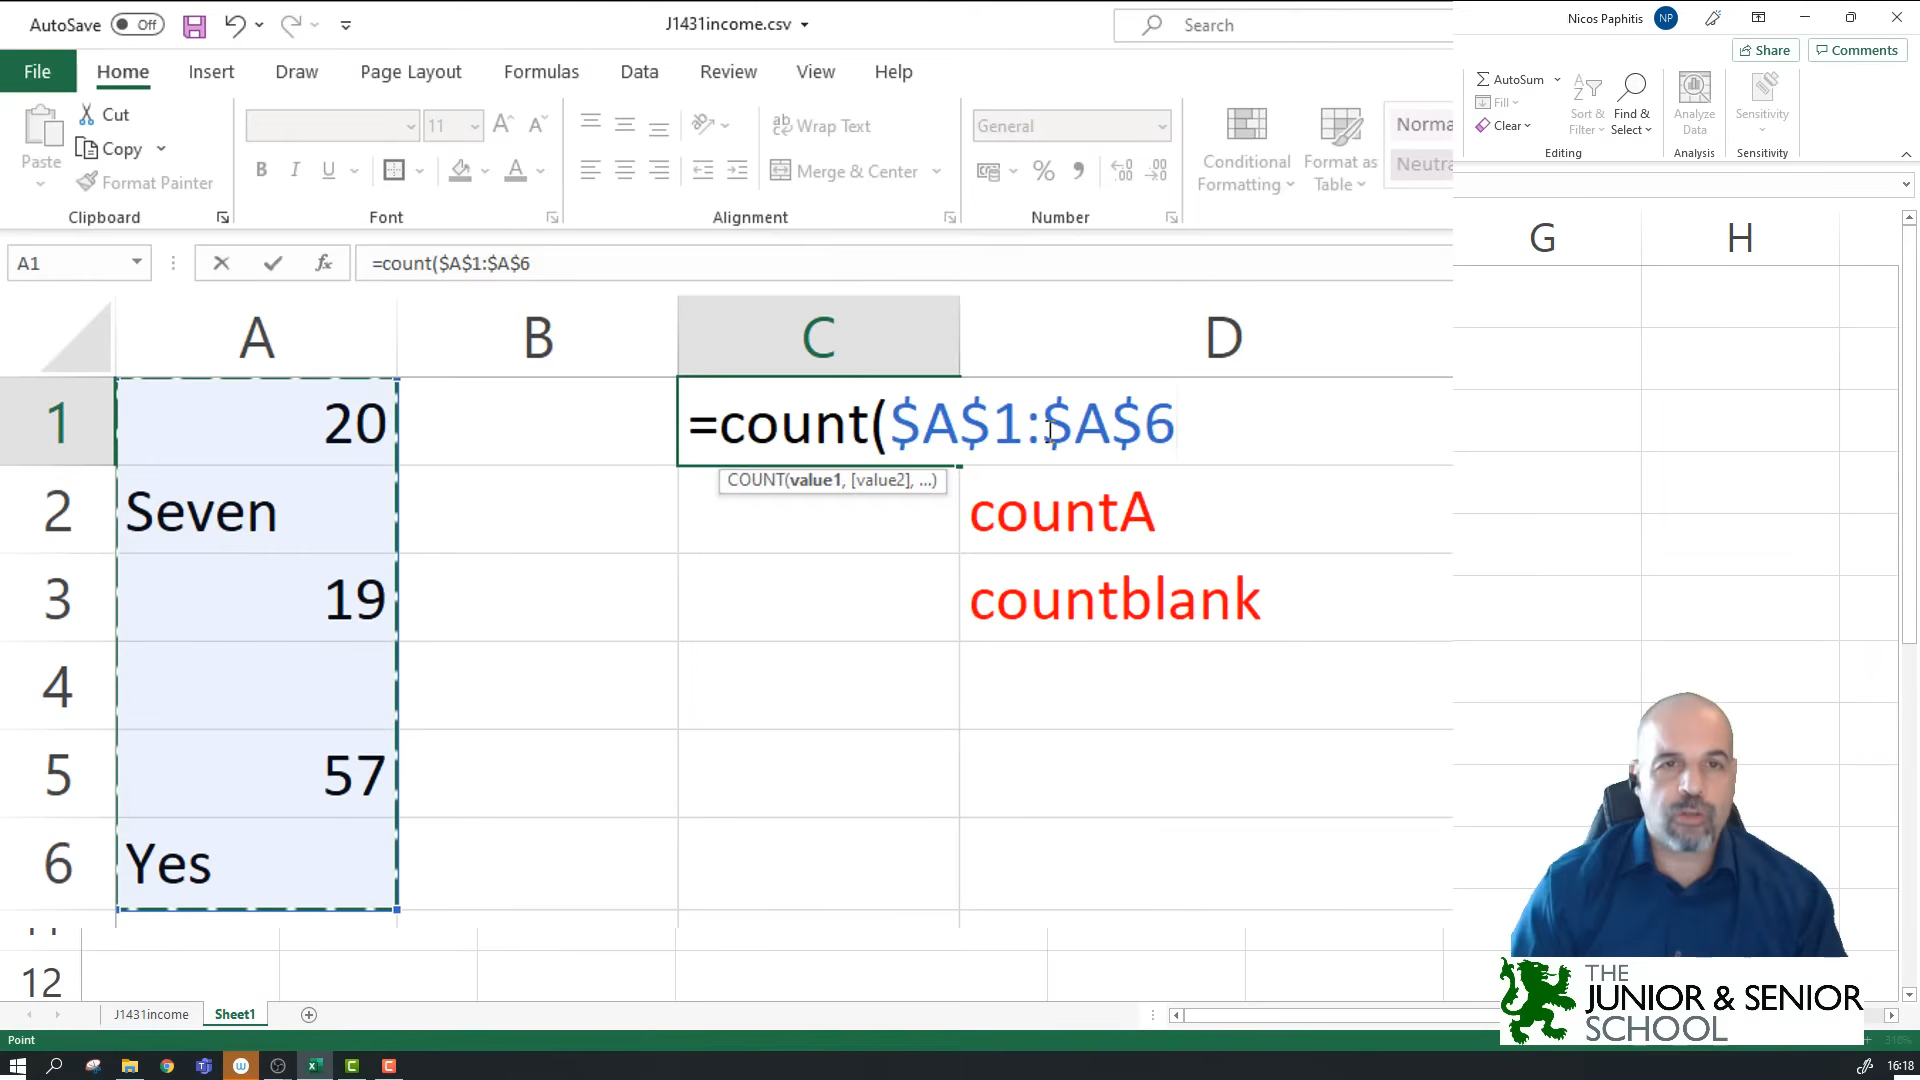 AutoSave Off
J1431income.csv
Search
Nicos Paphitis NP
File Home Insert Draw Page Layout Formulas Data Review View Help
Share Comments
Paste
Cut
Copy
Format Painter
Clipboard
11
B I U
Font
Wrap Text
Merge & Center
Alignment
General
Number
Conditional
Formatting
Format as
Table
Norma
Neutra
AutoSum
Fill
Clear
Sort &
Filter
Find &
Select
Editing
Analyze
Data
Analysis
Sensitivity
Sensitivity
A1
fx
=count($A$1:$A$6
A B C D G H
1 20 =count($A$1:$A$6
COUNT(value1, [value2], ...)
2 Seven countA
3 19 countblank
4
5 57
6 Yes
12
THE
JUNIOR & SENIOR
SCHOOL
J1431income Sheet1
Point
16:18